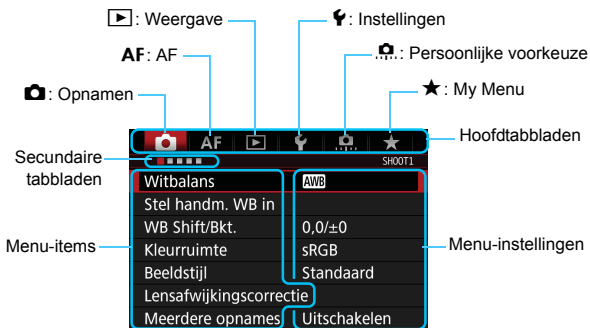 : Weergave
: Instellingen
AF: AF
: Persoonlijke voorkeuze
: Opnamen
★: My Menu
Hoofdtabbladen
AF
★
Secundaire
tabbladen
SHOOT1
Witbalans AWB
Stel handm. WB in
WB Shift/Bkt. 0,0/±0
Menu-items
Kleurruimte sRGB
Menu-instellingen
Beeldstijl Standaard
Lensafwijkingscorrectie
Meerdere opnames Uitschakelen